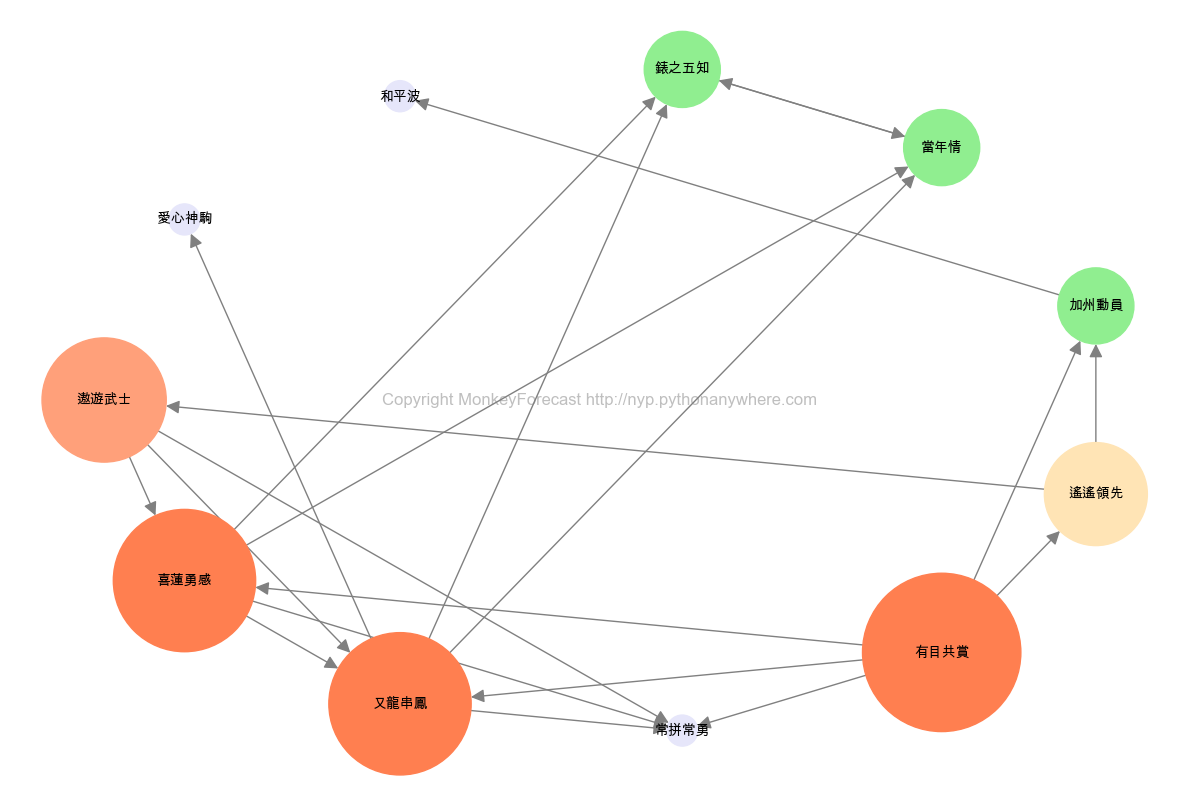 錶之五知
和平波
當年情
愛心神駒
加州動員
遨遊武士
Copyright MonkeyForecast http://nyp.pythonanywhere.com
遙遙領先
喜蓮勇感
有目共賞
又龍串鳳
常拼常勇